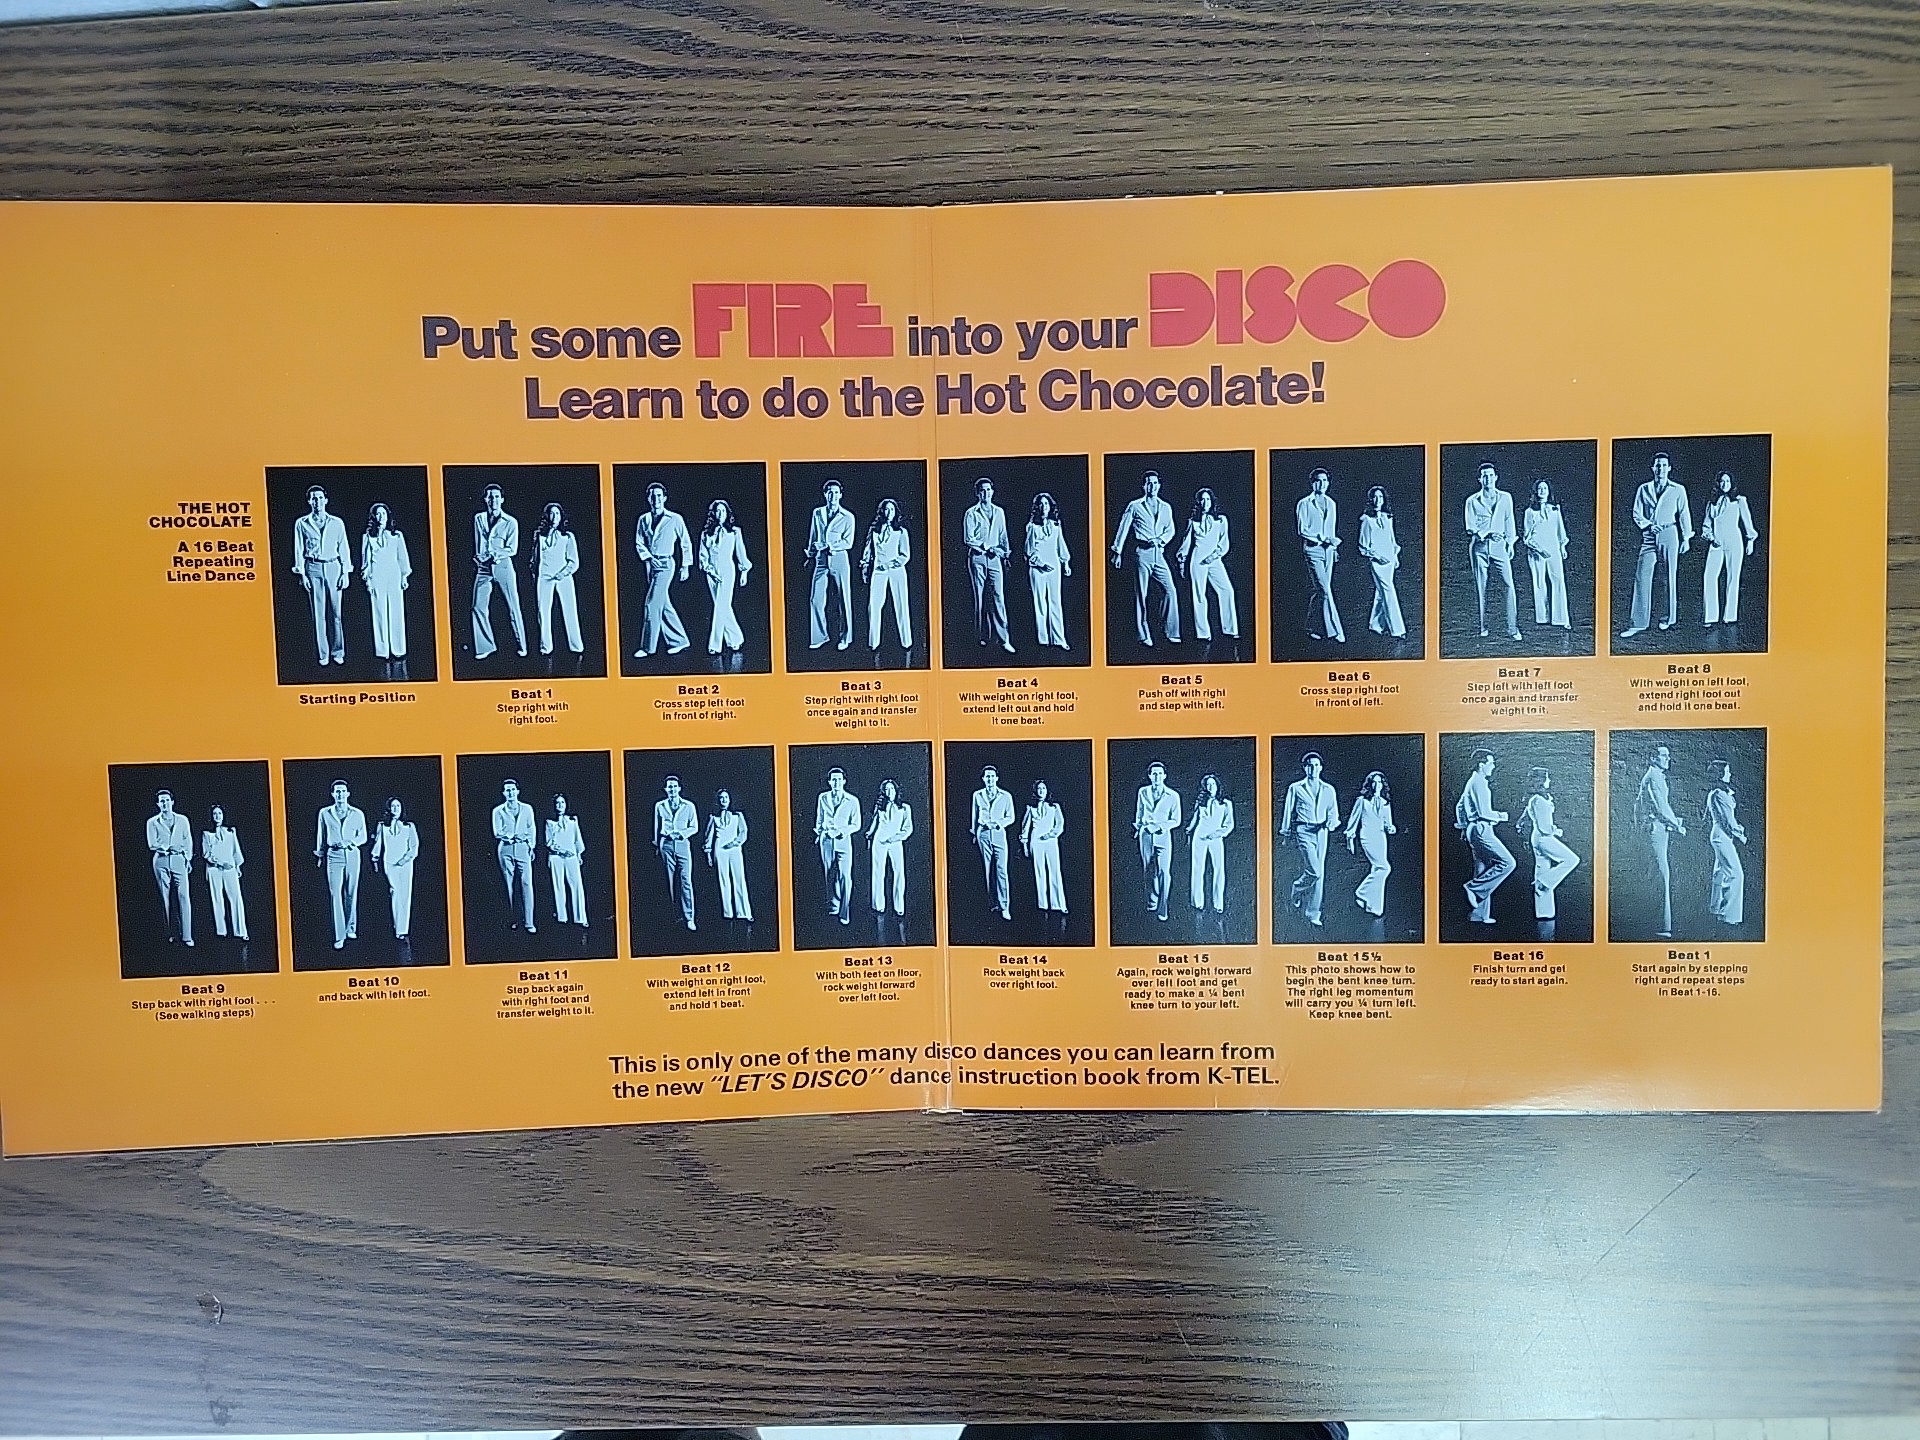 Put some FIRE into your DISCO
Learn to do the Hot Chocolate!
THE HOT
CHOCOLATE
A 16 Beat
Repeating
Line Dance
Starting Position
Beat 1
Step right with
right foot.
Beat 2
Cross step left foot
in front of right.
Beat 3
Step right with right foot
once again and transfer
weight to it.
Beat 4
With weight on right foot,
extend left out and hold
it one beat.
Beat 5
Push off with right
and step with left.
Beat 6
Cross step right foot
in front of left.
Beat 7
Step left with left foot
once again and transfer
weight to it.
Beat 8
With weight on left foot,
extend right foot out
and hold it one beat.
Beat 9
Step back with right foot . . .
(See walking steps)
Beat 10
and back with left foot.
Beat 11
Step back again
with right foot and
transfer weight to it.
Beat 12
With weight on right foot,
extend left in front
and hold 1 beat.
Beat 13
With both feet on floor,
rock weight forward
over left foot.
Beat 14
Rock weight back
over right foot.
Beat 15
Again, rock weight forward
over left foot and get
ready to make a ¼ bent
knee turn to your left.
Beat 15½
This photo shows how to
begin the bent knee turn.
The right leg momentum
will carry you ¼ turn left.
Keep knee bent.
Beat 16
Finish turn and get
ready to start again.
Beat 1
Start again by stepping
right and repeat steps
in Beat 1-16.
This is only one of the many disco dances you can learn from
the new "LET'S DISCO" dance instruction book from K-TEL.